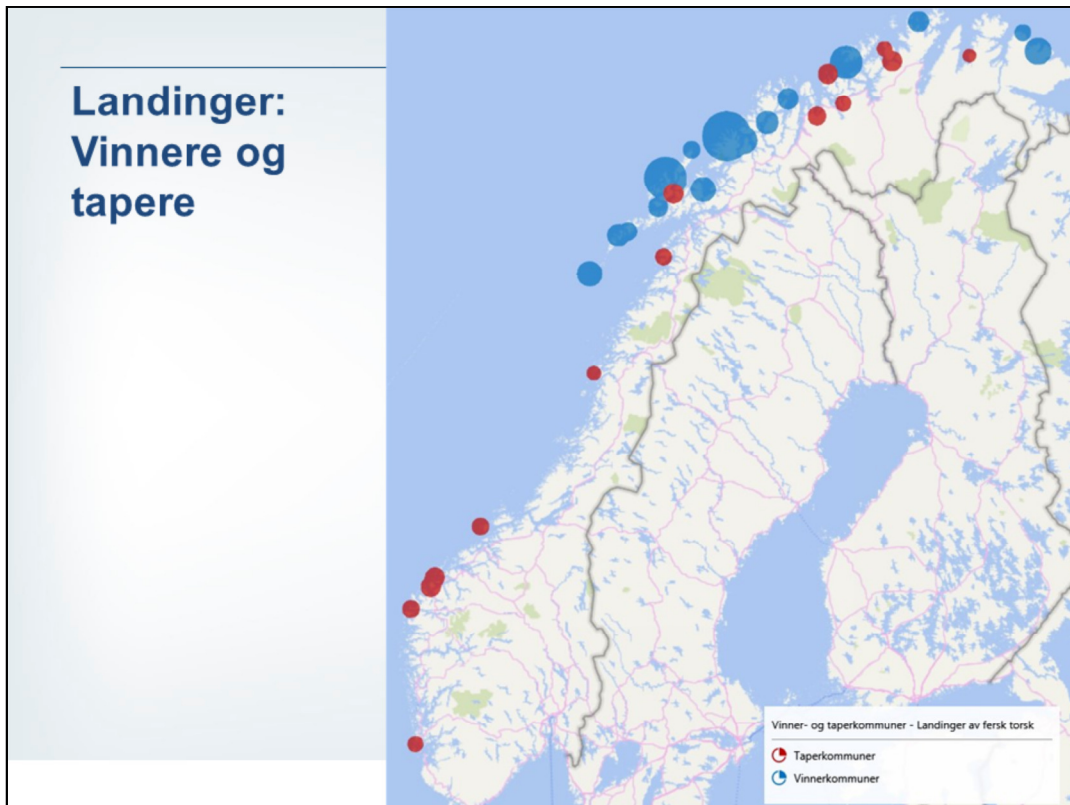 Landinger:
Vinnere og
tapere
Vinner- og taperkommuner - Landinger av fersk torsk
Taperkommuner
Vinnerkommuner